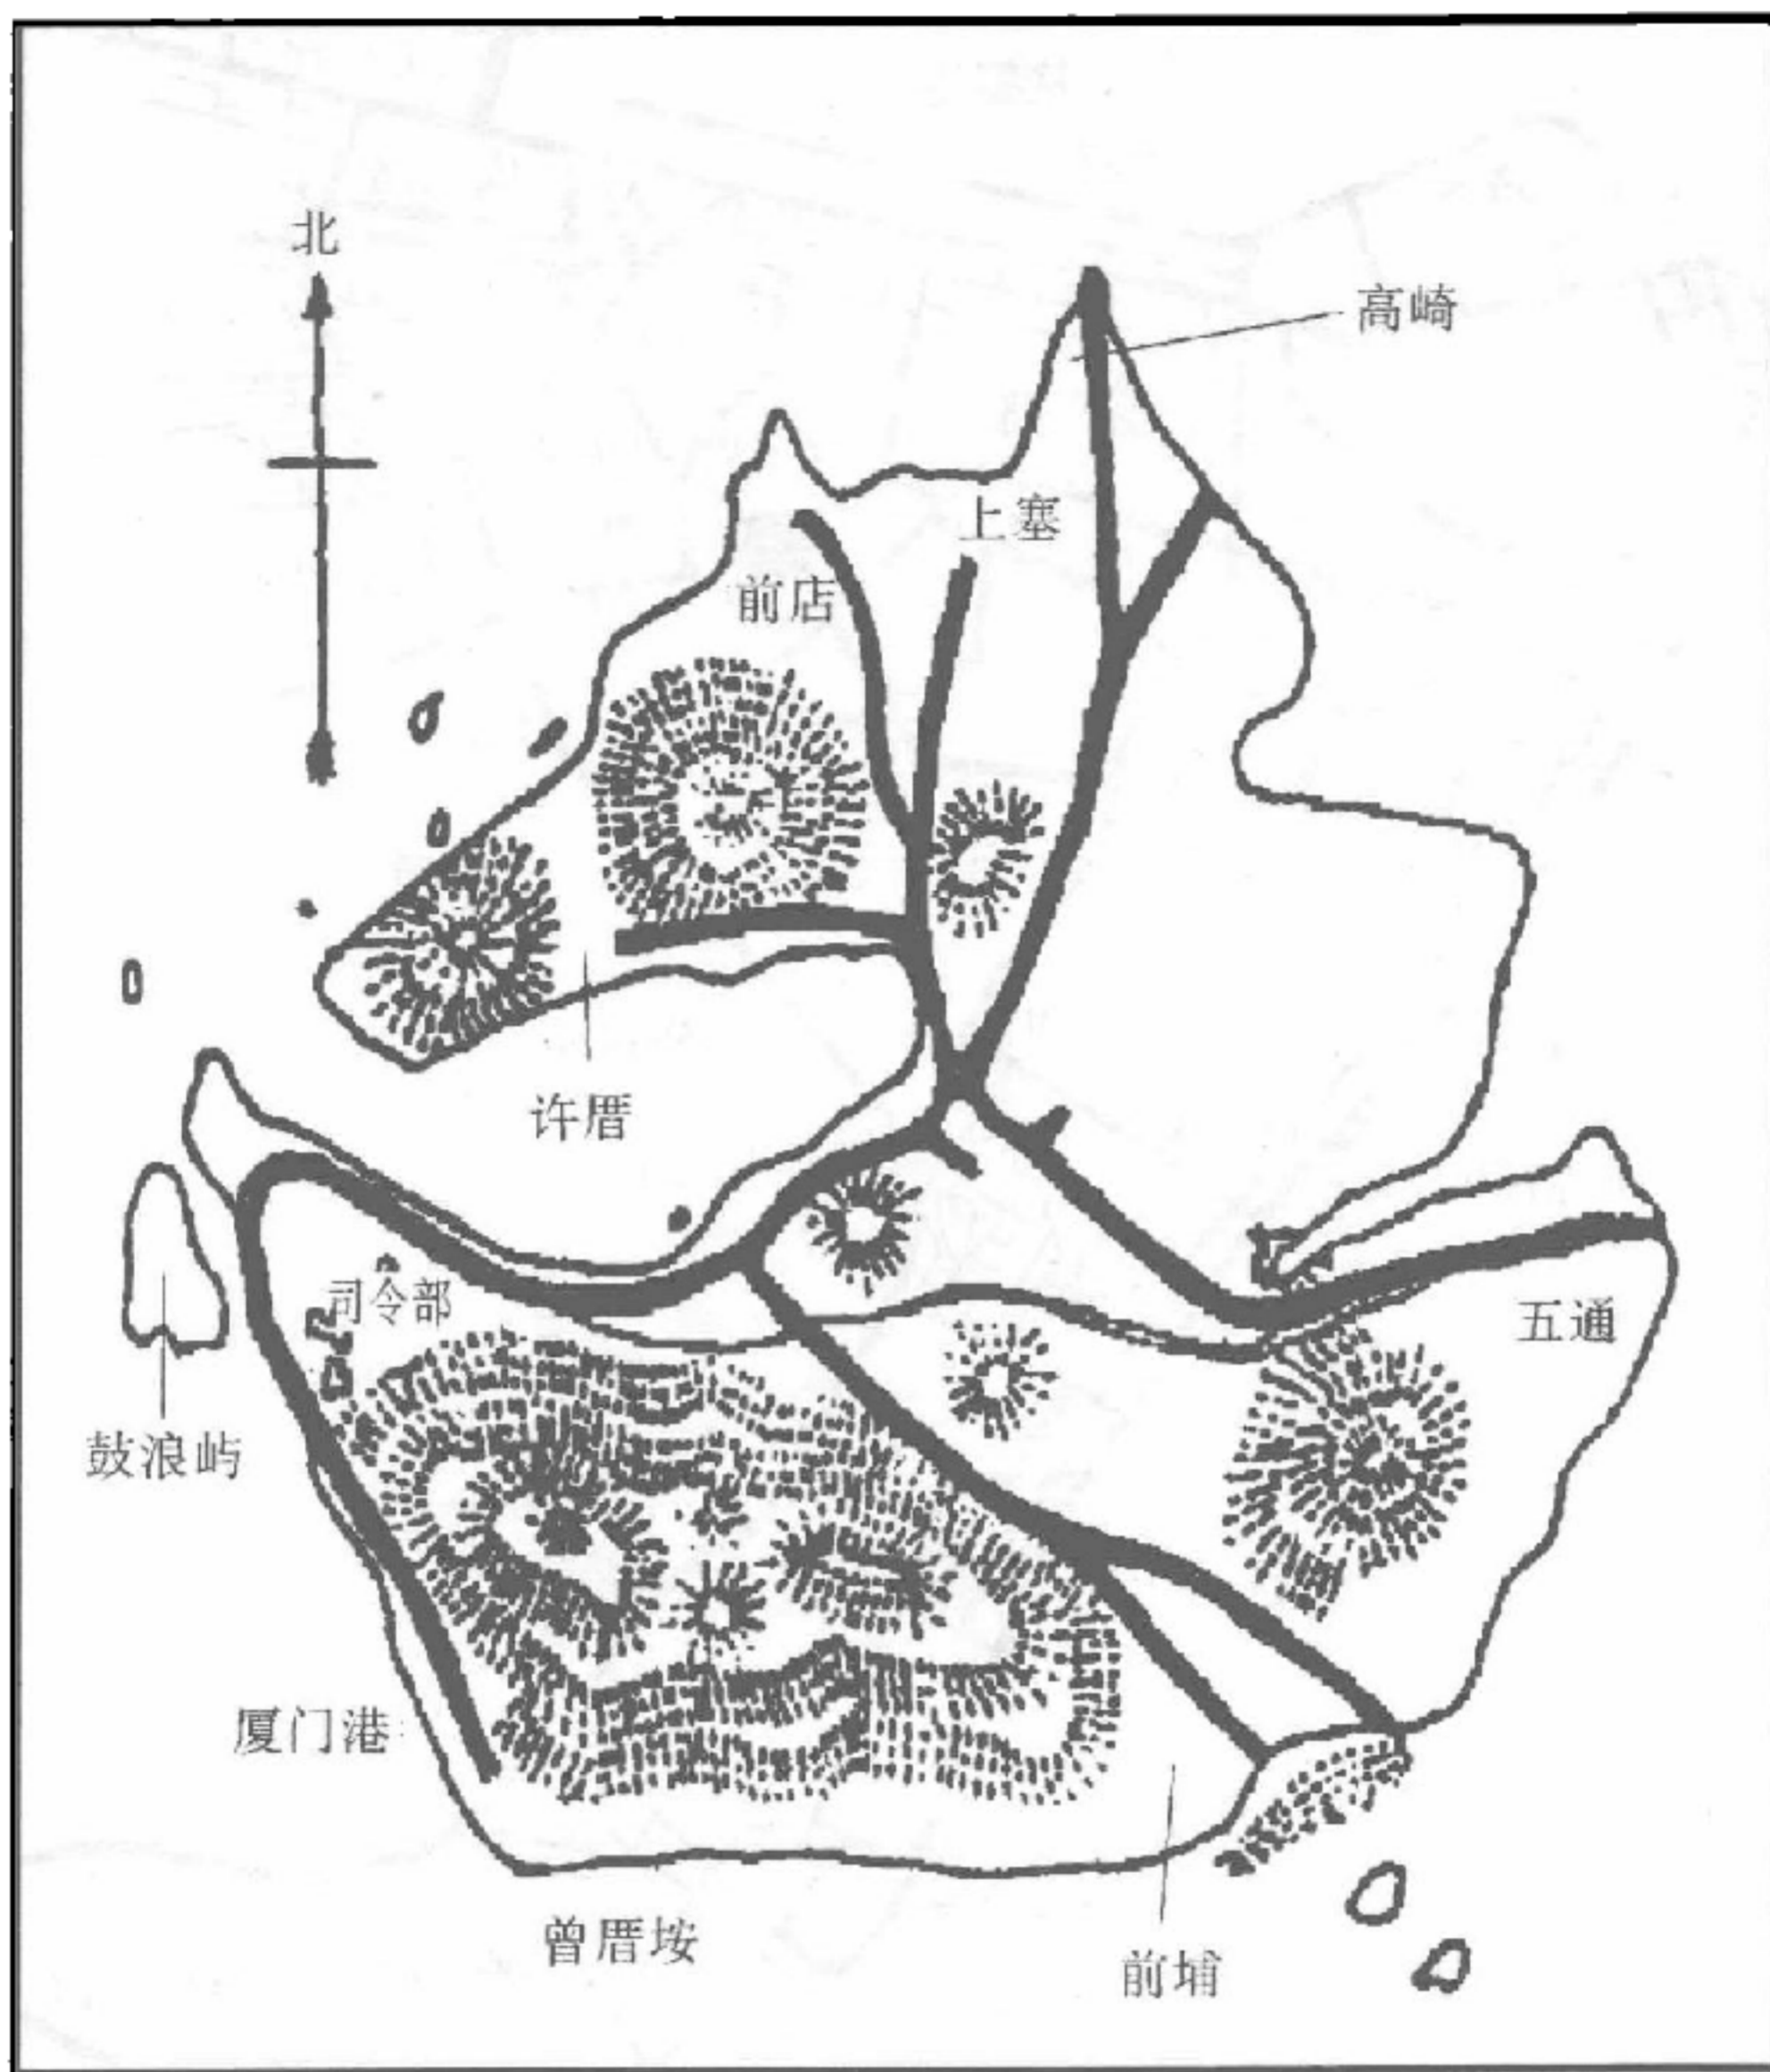 北
高崎
上塞
前店
许厝
司令部
五通
鼓浪屿
厦门港
曾厝垵
前埔